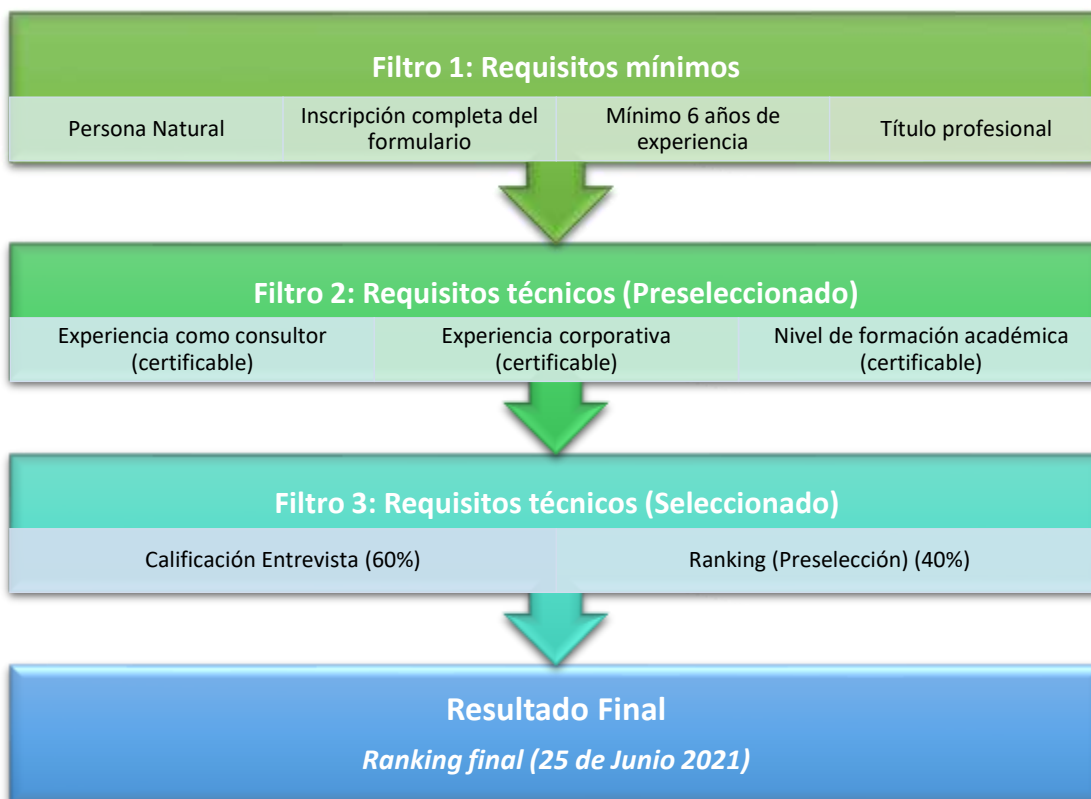 Filtro 1: Requisitos mínimos
Persona Natural
Inscripción completa del
formulario
Mínimo 6 años de
experiencia
Título profesional
Filtro 2: Requisitos técnicos (Preseleccionado)
Experiencia como consultor
(certificable)
Experiencia corporativa
(certificable)
Nivel de formación académica
(certificable)
Filtro 3: Requisitos técnicos (Seleccionado)
Calificación Entrevista (60%)
Ranking (Preselección) (40%)
Resultado Final
Ranking final (25 de Junio 2021)